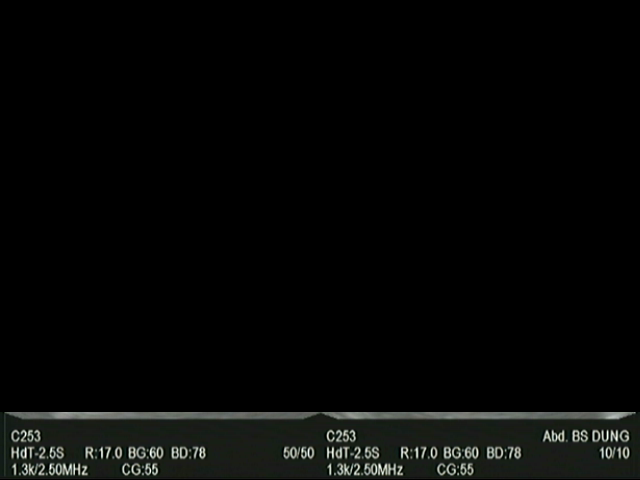 C253
HdT-2.5S R:17.0 BG:60 BD:78 50/50
1.3k/2.50MHz CG:55
C253 Abd. BS DUNG
HdT-2.5S R:17.0 BG:60 BD:78 10/10
1.3k/2.50MHz CG:55